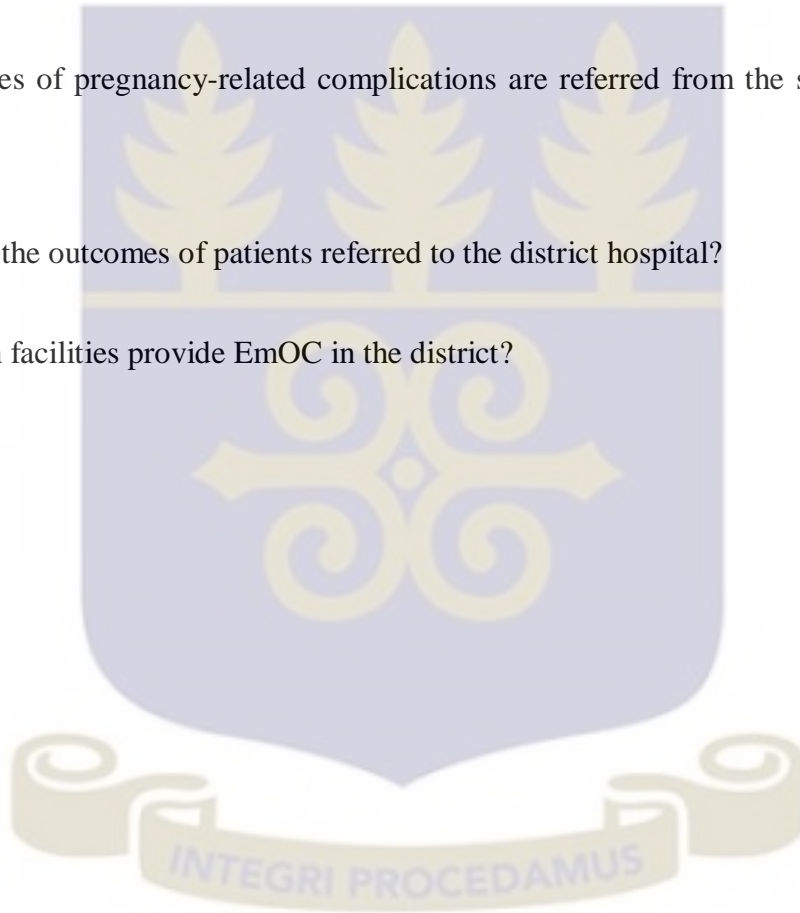 es of pregnancy-related complications are referred from the s
the outcomes of patients referred to the district hospital?
facilities provide EmOC in the district?
INTEGRI PROCEDAMUS